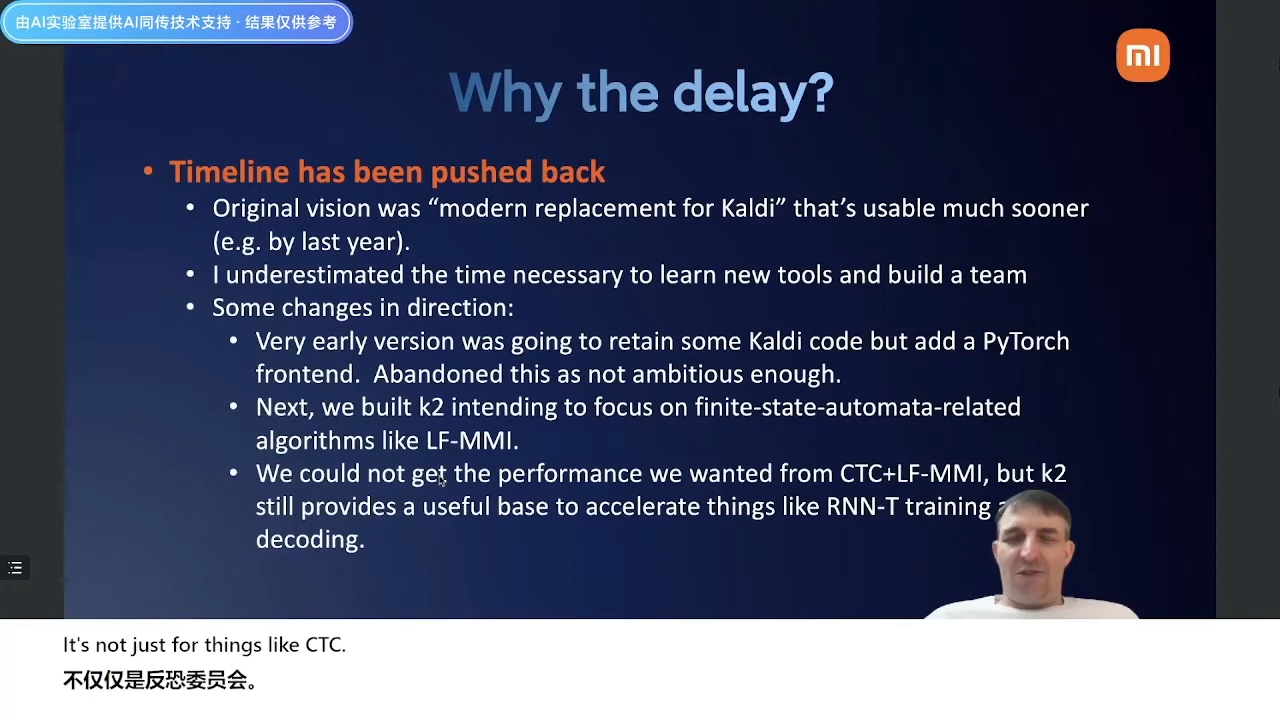 由AI实验室提供AI同传技术支持 · 结果仅供参考
Why the delay?
• Timeline has been pushed back
• Original vision was “modern replacement for Kaldi” that’s usable much sooner
(e.g. by last year).
• I underestimated the time necessary to learn new tools and build a team
• Some changes in direction:
• Very early version was going to retain some Kaldi code but add a PyTorch
frontend.  Abandoned this as not ambitious enough.
• Next, we built k2 intending to focus on finite-state-automata-related
algorithms like LF-MMI.
• We could not get the performance we wanted from CTC+LF-MMI, but k2
still provides a useful base to accelerate things like RNN-T training
decoding.
It's not just for things like CTC.
不仅仅是反恐委员会。